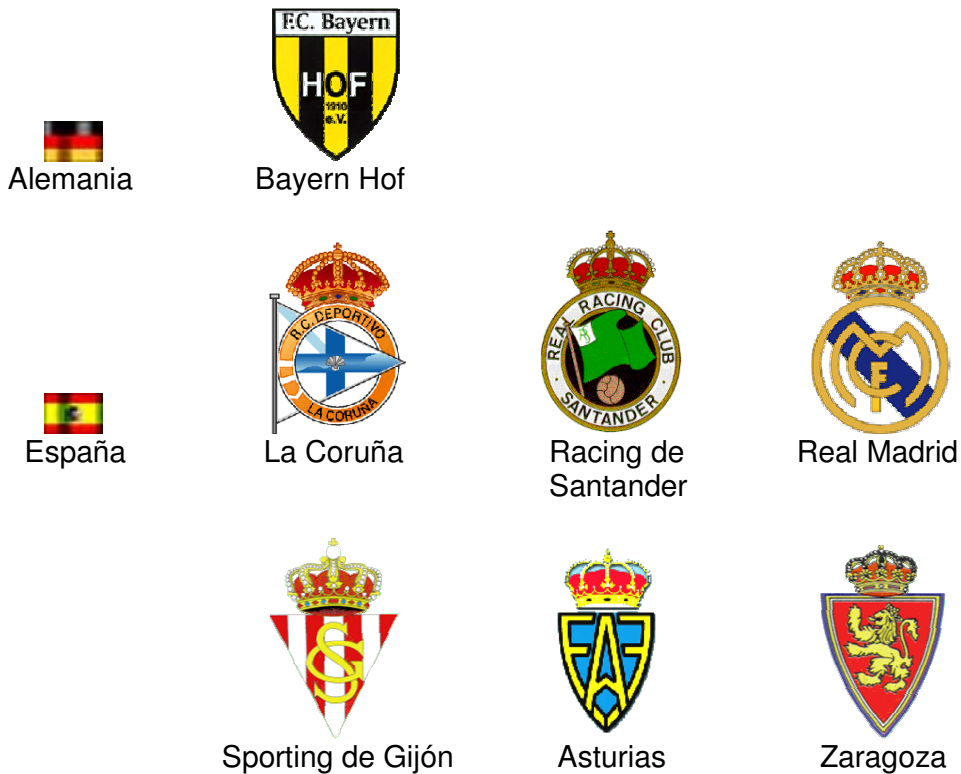 F.C. Bayern
HOF
1910
e.V.
Alemania
Bayern Hof
R.C. DEPORTIVO
LA CORUÑA
REAL RACING CLUB
SANTANDER
España
La Coruña
Racing de
Santander
Real Madrid
Sporting de Gijón
Asturias
Zaragoza